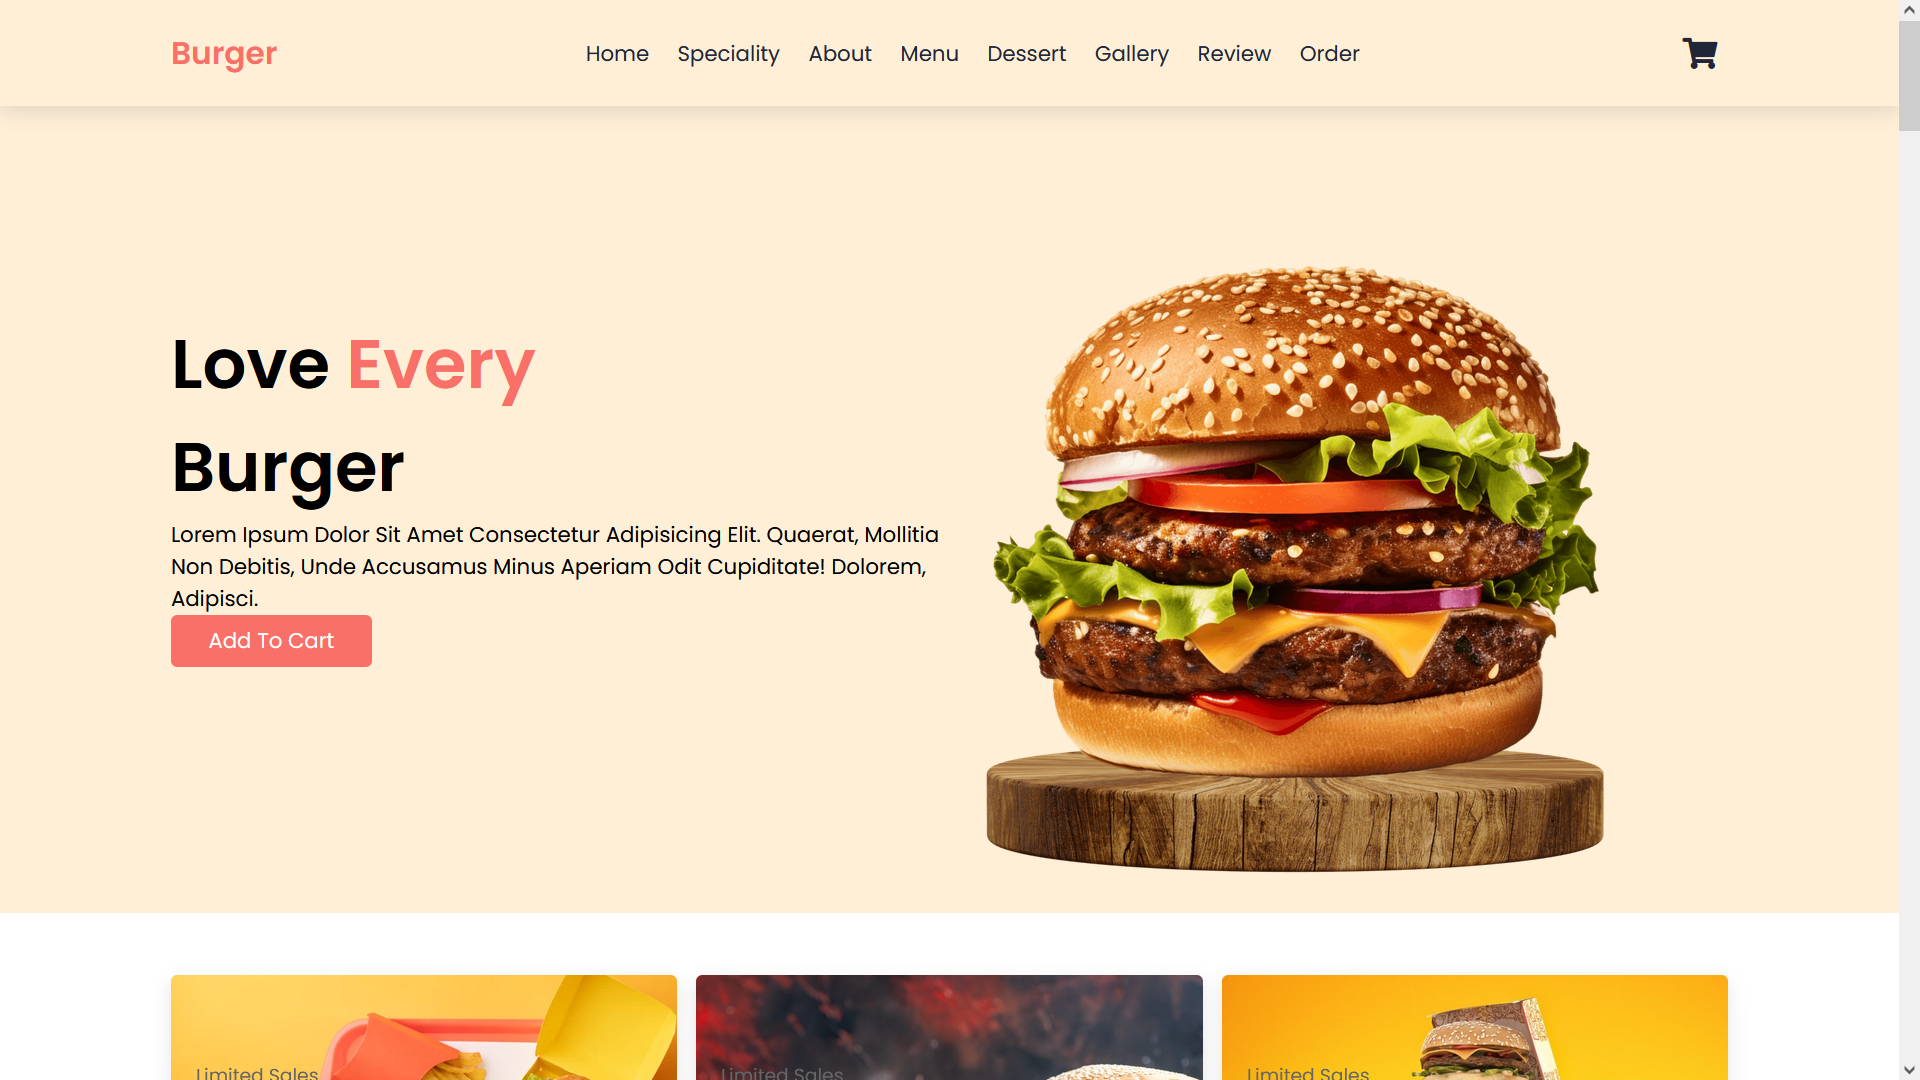 Burger
Home Speciality About Menu Dessert Gallery Review Order
Love Every
Burger
Lorem Ipsum Dolor Sit Amet Consectetur Adipisicing Elit. Quaerat, Mollitia
Non Debitis, Unde Accusamus Minus Aperiam Odit Cupiditate! Dolorem,
Adipisci.
Add To Cart
Limited Sales
Limited Sales
Limited Sales